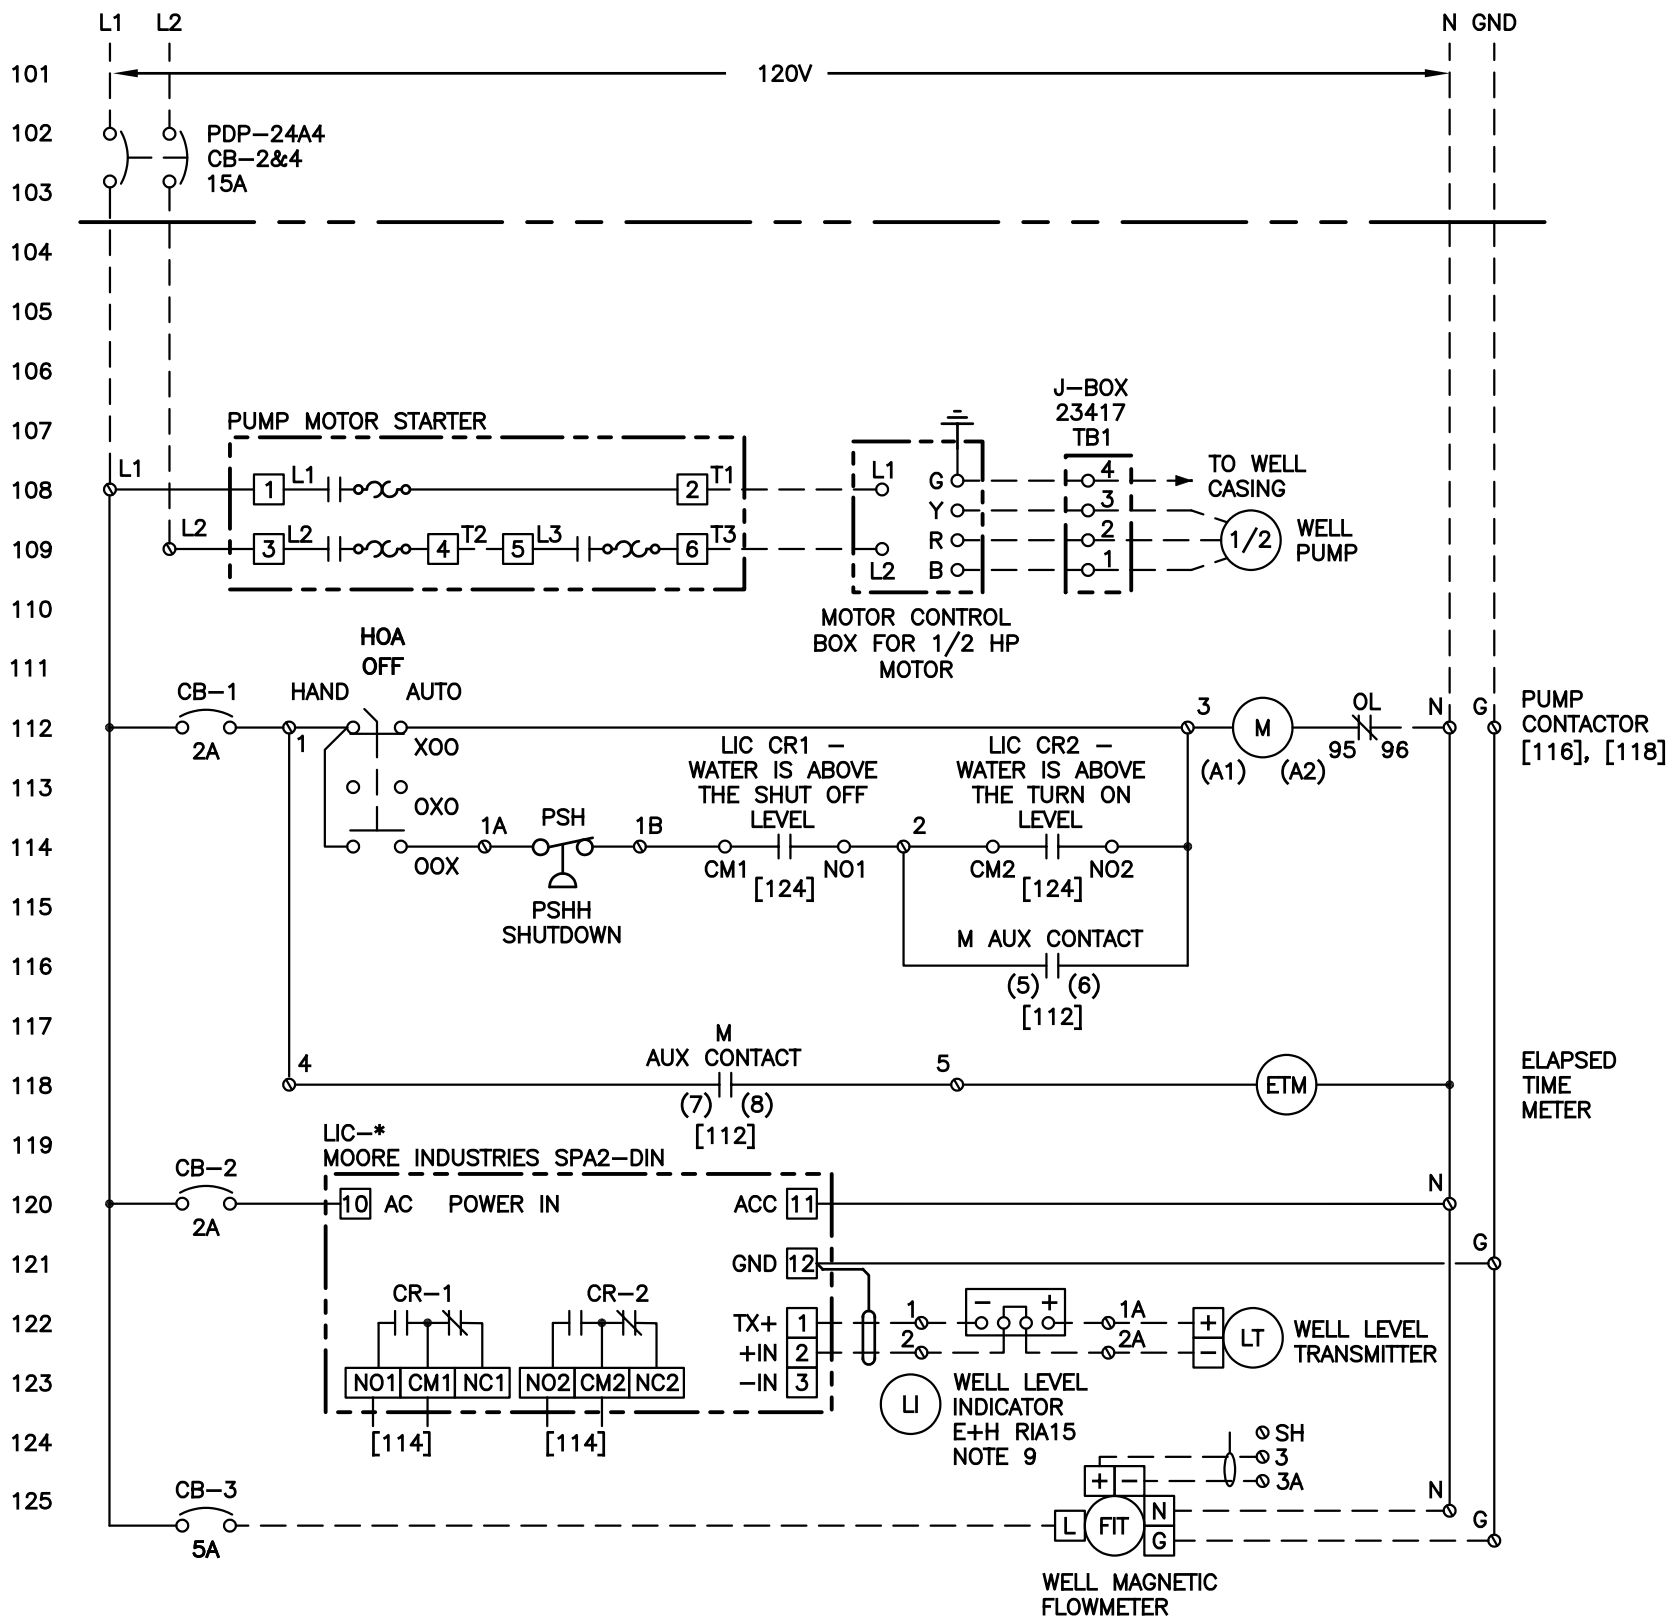 L1 L2 N GND
101 120V
102 PDP-24A4
CB-2&4
103 15A
104
105
106
J-BOX
23417
TB1
107 PUMP MOTOR STARTER
108 L1 1 L1 2 T1 L1 G 4 TO WELL
CASING
Y 3
109 L2 3 L2 4 T2 5 L3 6 T3 L2 R 2 1/2 WELL
PUMP
B 1
110 MOTOR CONTROL
BOX FOR 1/2 HP
MOTOR
HOA
111 OFF
CB-1 HAND AUTO
112 2A 1 XOO 3 M OL N G PUMP
CONTACTOR
[116], [118]
(A1) (A2) 95 96
LIC CR1 -
WATER IS ABOVE
THE SHUT OFF
LEVEL
LIC CR2 -
WATER IS ABOVE
THE TURN ON
LEVEL
113 OXO
114 OOX 1A PSH 1B CM1 NO1 2 CM2 NO2
[124] [124]
115 PSHH
SHUTDOWN
M AUX CONTACT
116 (5) (6)
[112]
117 M
AUX CONTACT
118 4 (7) (8) 5 ETM ELAPSED
TIME
METER
[112]
119 LIC-*
MOORE INDUSTRIES SPA2-DIN
CB-2
120 2A 10 AC POWER IN ACC 11 N
121 GND 12 G
CR-1 CR-2
122 TX+ 1 1 - + 1A + LT WELL LEVEL
TRANSMITTER
+IN 2 2 2A -
123 NO1 CM1 NC1 NO2 CM2 NC2 -IN 3
LI WELL LEVEL
INDICATOR
E+H RIA15
NOTE 9
124 [114] [114] SH
3
+ - 3A
CB-3
125 5A L FIT N G N G
WELL MAGNETIC
FLOWMETER